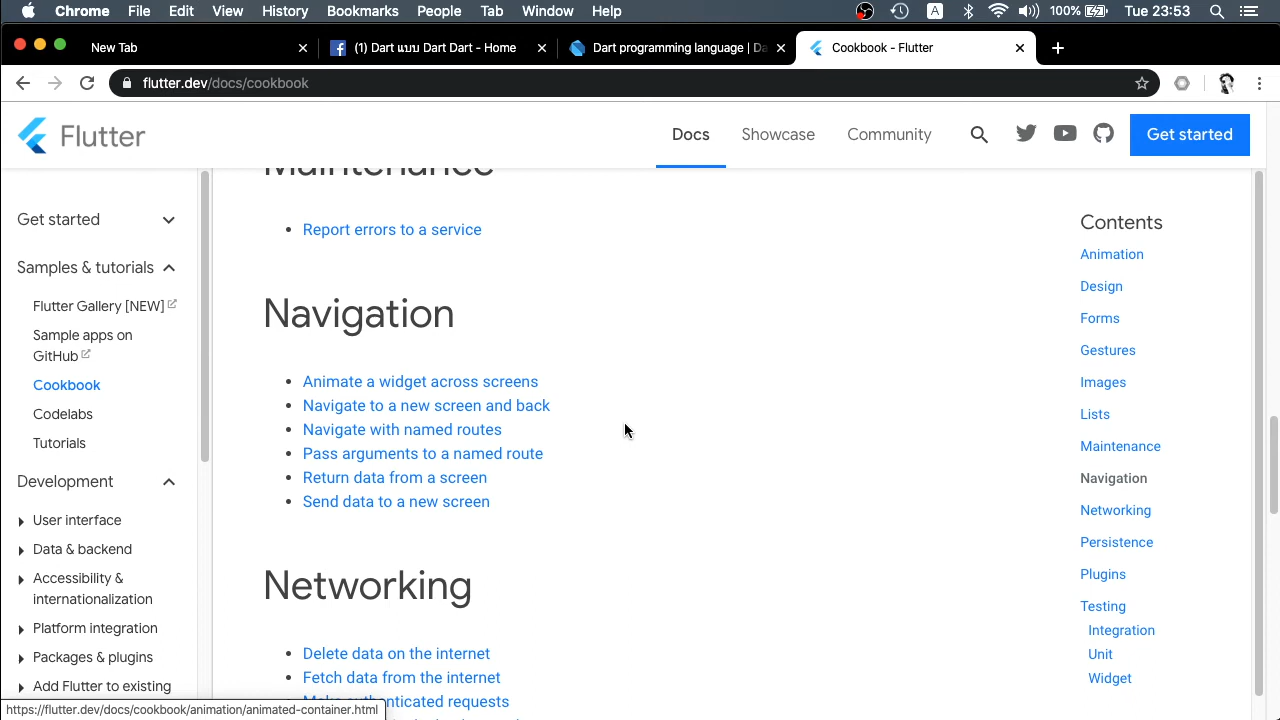 Chrome File Edit View History Bookmarks People Tab Window Help A 100% Tue 23:53
New Tab (1) Dart แบบ Dart Dart - Home Dart programming language | Da Cookbook - Flutter
flutter.dev/docs/cookbook
Flutter Docs Showcase Community Get started
Get started
Samples & tutorials
Flutter Gallery [NEW]
Sample apps on
GitHub
Cookbook
Codelabs
Tutorials
Development
User interface
Data & backend
Accessibility &
internationalization
Platform integration
Packages & plugins
Add Flutter to existing
https://flutter.dev/docs/cookbook/animation/animated-container.html
Maintenance
Report errors to a service
Navigation
Animate a widget across screens
Navigate to a new screen and back
Navigate with named routes
Pass arguments to a named route
Return data from a screen
Send data to a new screen
Networking
Delete data on the internet
Fetch data from the internet
Make authenticated requests
Contents
Animation
Design
Forms
Gestures
Images
Lists
Maintenance
Navigation
Networking
Persistence
Plugins
Testing
Integration
Unit
Widget